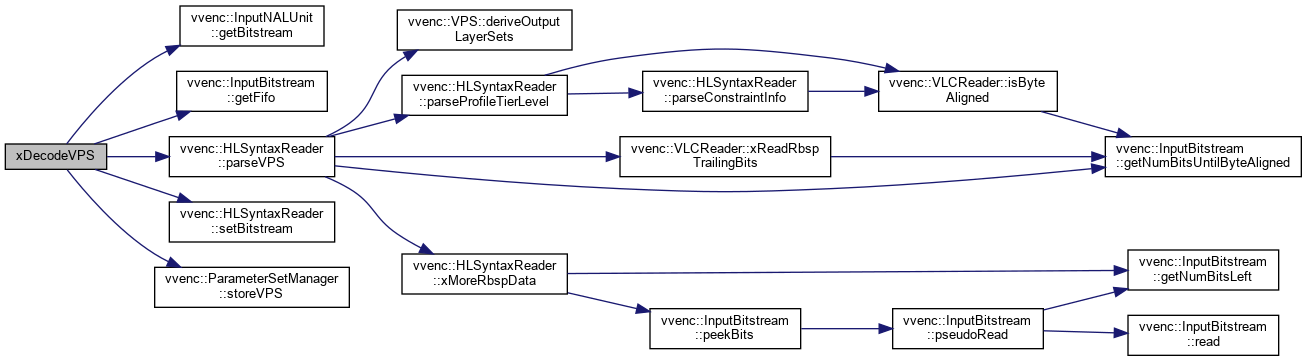 xDecodeVPS
vvenc::InputNALUnit
::getBitstream
vvenc::InputBitstream
::getFifo
vvenc::HLSyntaxReader
::parseVPS
vvenc::HLSyntaxReader
::setBitstream
vvenc::ParameterSetManager
::storeVPS
vvenc::VPS::deriveOutput
LayerSets
vvenc::HLSyntaxReader
::parseProfileTierLevel
vvenc::HLSyntaxReader
::parseConstraintInfo
vvenc::VLCReader::isByte
Aligned
vvenc::VLCReader::xReadRbsp
TrailingBits
vvenc::InputBitstream
::getNumBitsUntilByteAligned
vvenc::HLSyntaxReader
::xMoreRbspData
vvenc::InputBitstream
::peekBits
vvenc::InputBitstream
::pseudoRead
vvenc::InputBitstream
::getNumBitsLeft
vvenc::InputBitstream
::read